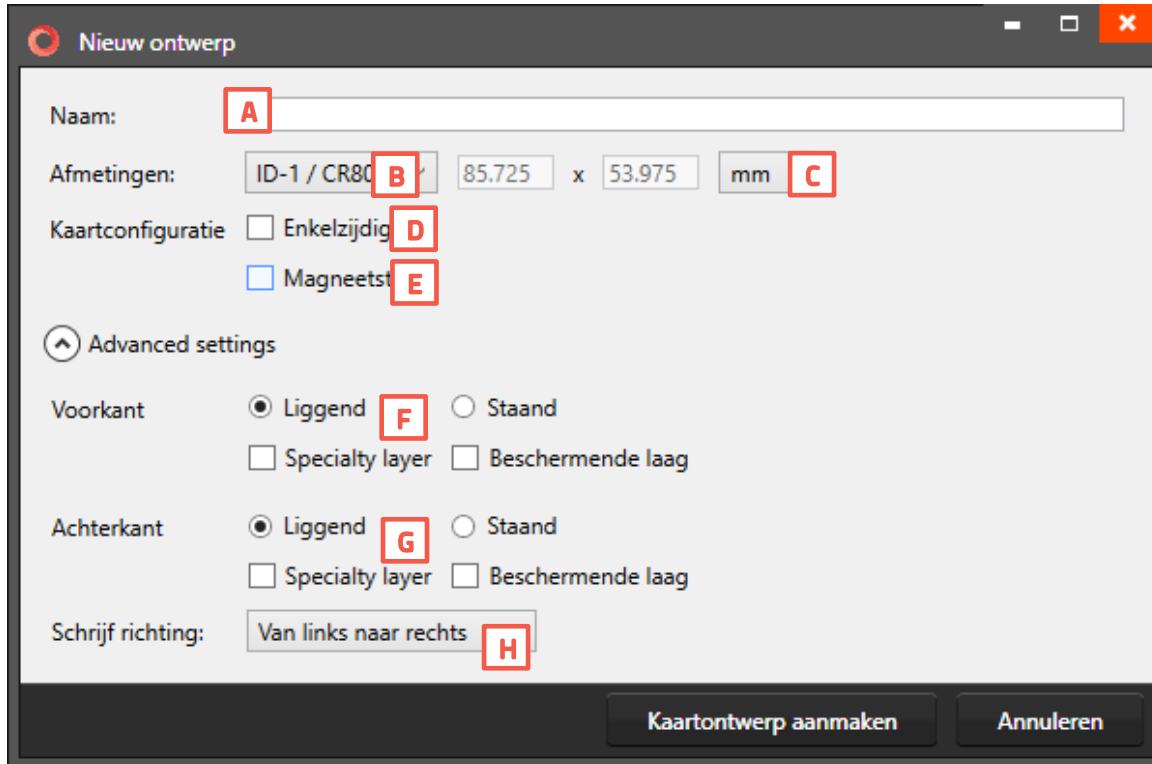 Nieuw ontwerp
Naam: A
Afmetingen: ID-1 / CR80 B 85.725 x 53.975 mm C
Kaartconfiguratie Enkelzijdig D
Magneetst E
Advanced settings
Voorkant Liggend F Staand
Specialty layer Beschermende laag
Achterkant Liggend G Staand
Specialty layer Beschermende laag
Schrijf richting: Van links naar rechts H
Kaartontwerp aanmaken Annuleren